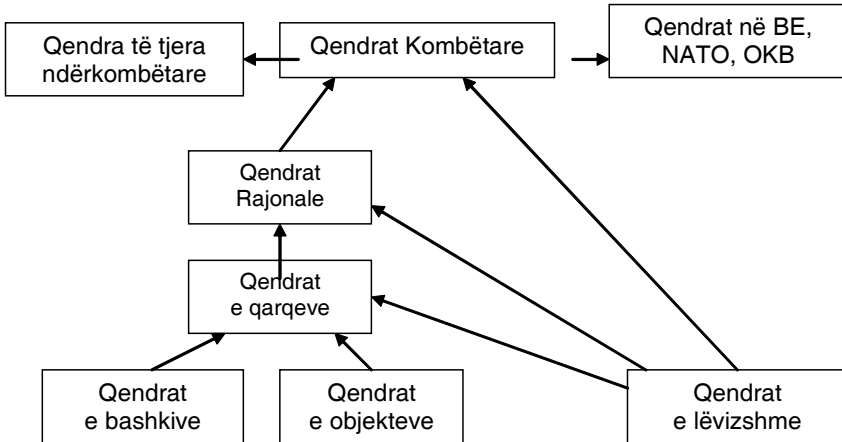 Qendra të tjera
ndërkombëtare
Qendrat Kombëtare
Qendrat në BE,
NATO, OKB
Qendrat
Rajonale
Qendrat
e qarqeve
Qendrat
e bashkive
Qendrat
e objekteve
Qendrat
e lëvizshme